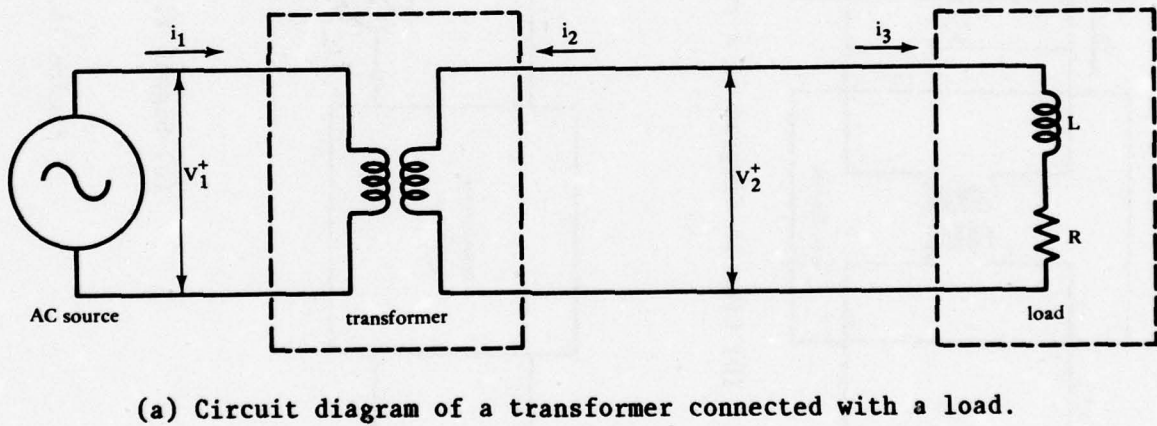 i₁
i₂
i₃
v₁⁺
v₂⁺
L
R
AC source
transformer
load
(a) Circuit diagram of a transformer connected with a load.